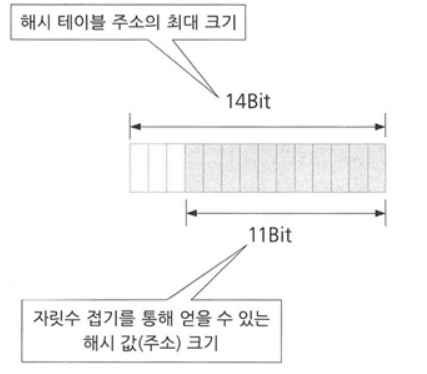 해시 테이블 주소의 최대 크기
14Bit
11Bit
자릿수 접기를 통해 얻을 수 있는
해시 값(주소) 크기